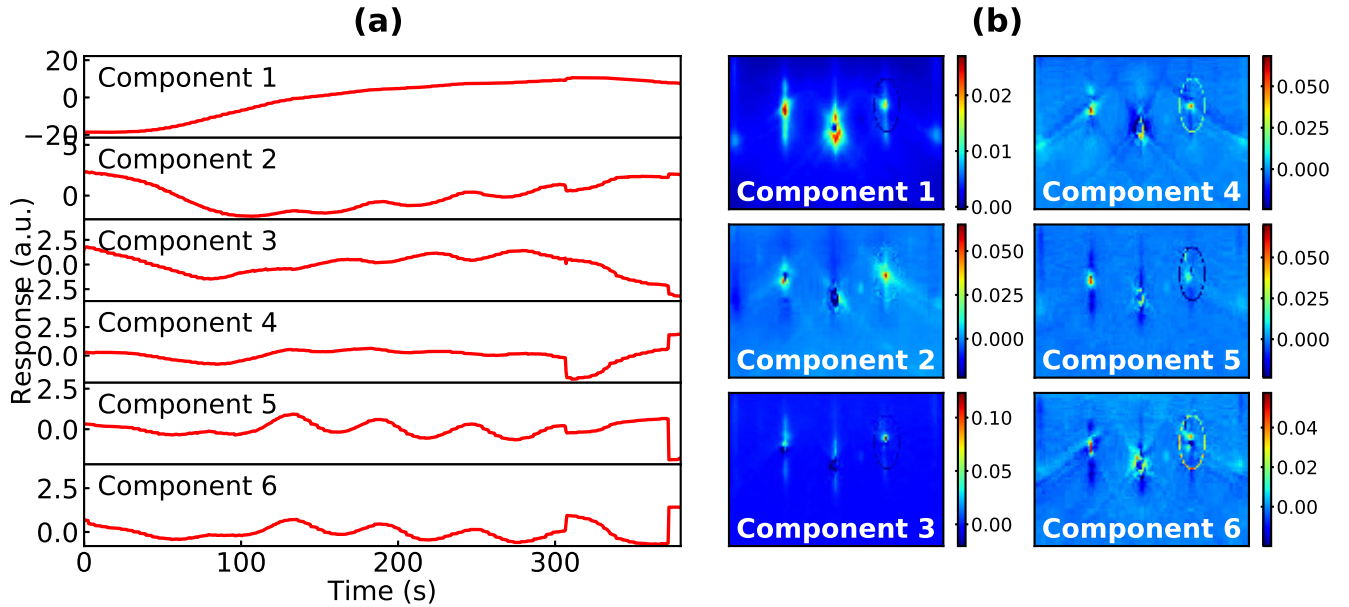 (a)
(b)
Response (a.u.)
20
0
−20
Component 1
5
0
Component 2
2.5
0.0
2.5
Component 3
2.5
0.0
Component 4
2.5
0.0
Component 5
2.5
0.0
Component 6
0 100 200 300
Time (s)
Component 1
0.02
0.01
0.00
Component 4
0.050
0.025
0.000
Component 2
0.050
0.025
0.000
Component 5
0.050
0.025
0.000
Component 3
0.10
0.05
0.00
Component 6
0.04
0.02
0.00